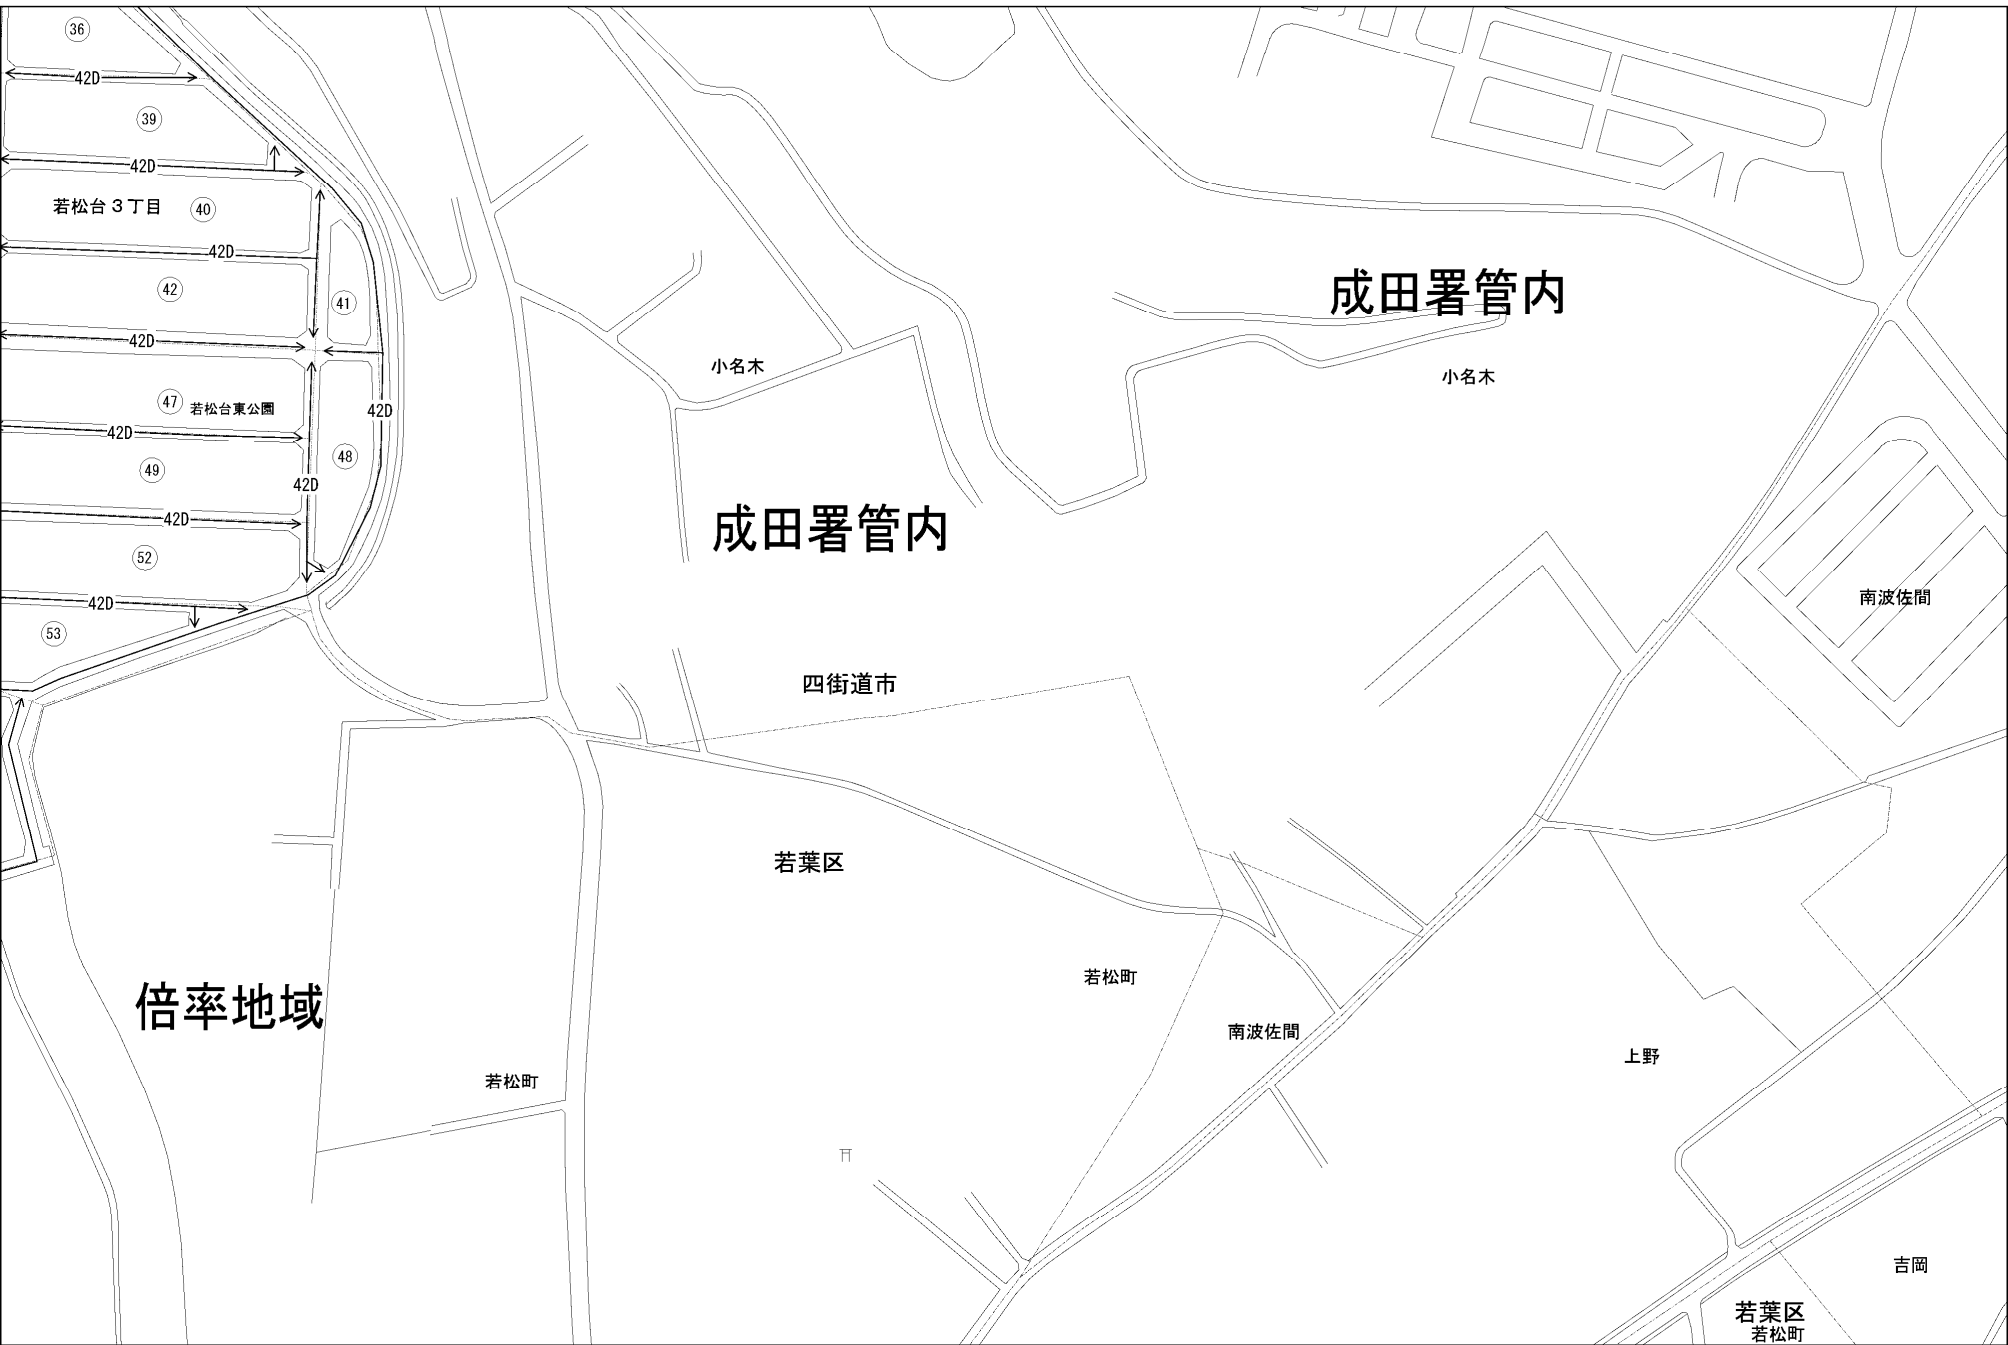 36
42D
39
42D
若松台３丁目
40
42D
42
41
42D
47
若松台東公園
42D
42D
48
49
42D
42D
52
42D
53
成田署管内
小名木
小名木
成田署管内
南波佐間
四街道市
若葉区
若松町
倍率地域
南波佐間
若松町
上野
吉岡
若葉区
若松町